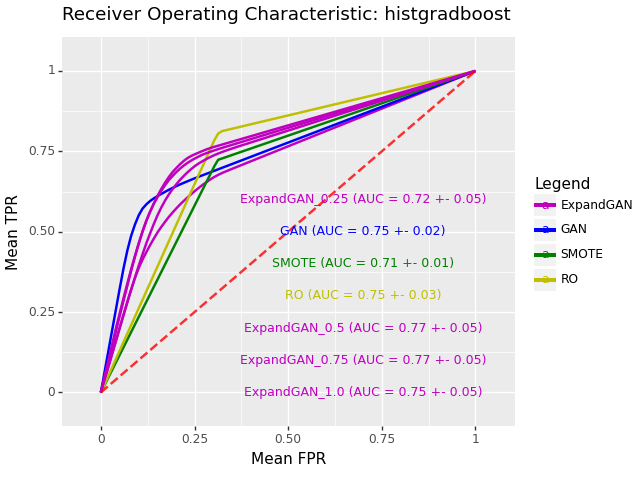 Receiver Operating Characteristic: histgradboost
1
0.75
0.50
0.25
0
Mean TPR
ExpandGAN_0.25 (AUC = 0.72 +- 0.05)
GAN (AUC = 0.75 +- 0.02)
SMOTE (AUC = 0.71 +- 0.01)
RO (AUC = 0.75 +- 0.03)
ExpandGAN_0.5 (AUC = 0.77 +- 0.05)
ExpandGAN_0.75 (AUC = 0.77 +- 0.05)
ExpandGAN_1.0 (AUC = 0.75 +- 0.05)
0 0.25 0.50 0.75 1
Mean FPR
Legend
a ExpandGAN
a GAN
a SMOTE
a RO